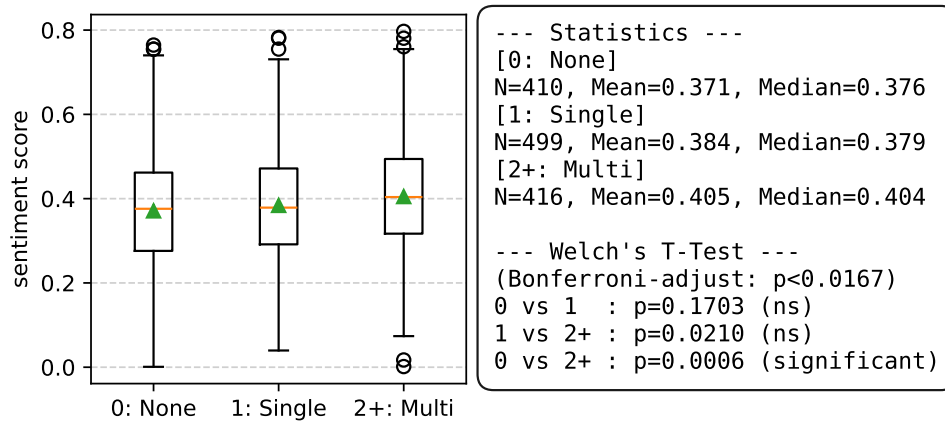 sentiment score
0.8
0.6
0.4
0.2
0.0
0: None
1: Single
2+: Multi
--- Statistics ---
[0: None]
N=410, Mean=0.371, Median=0.376
[1: Single]
N=499, Mean=0.384, Median=0.379
[2+: Multi]
N=416, Mean=0.405, Median=0.404
--- Welch's T-Test ---
(Bonferroni-adjust: p<0.0167)
0 vs 1  : p=0.1703 (ns)
1 vs 2+ : p=0.0210 (ns)
0 vs 2+ : p=0.0006 (significant)